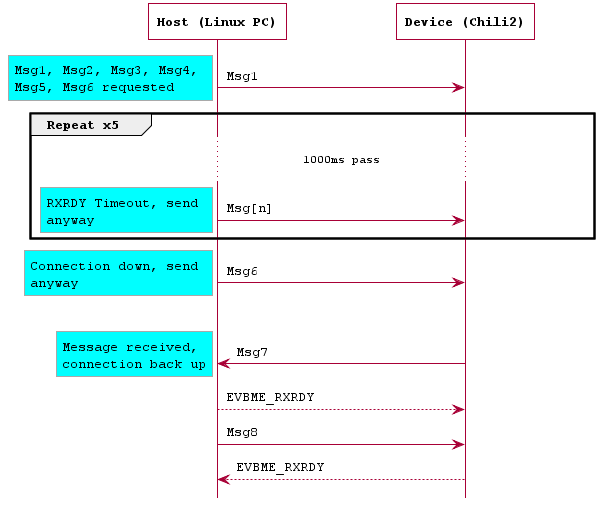 Host (Linux PC)
Device (Chili2)
Msg1, Msg2, Msg3, Msg4,
Msg5, Msg6 requested
Msg1
Repeat x5
1000ms pass
RXRDY Timeout, send
anyway
Msg[n]
Connection down, send
anyway
Msg6
Message received,
connection back up
Msg7
EVBME_RXRDY
Msg8
EVBME_RXRDY